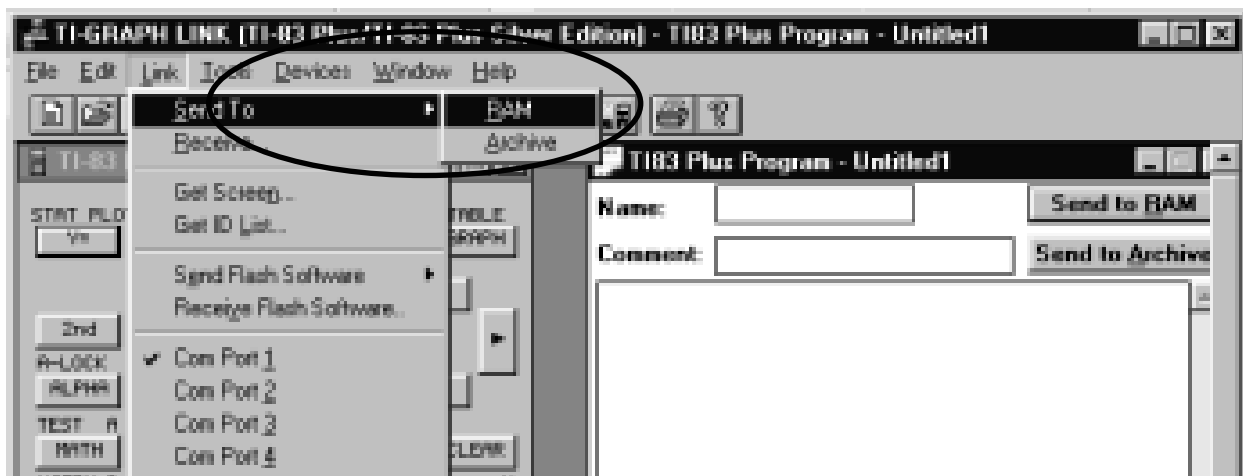 TI-GRAPH LINK (TI-83 Plus/TI-83 Plus Silver Edition) - TI83 Plus Program - Untitled1
File Edit Link Tools Devices Window Help
Send To RAM
Receive... Archive
TI-83
Get Screen...
Get ID List...
Send Flash Software
Receive Flash Software...
Com Port 1
Com Port 2
Com Port 3
Com Port 4
STAT PLO
TABLE
GRAPH
2nd
A-LOCK
ALPHA
TEST A
MATH
CLEAR
TI83 Plus Program - Untitled1
Name: Send to RAM
Comment: Send to Archive